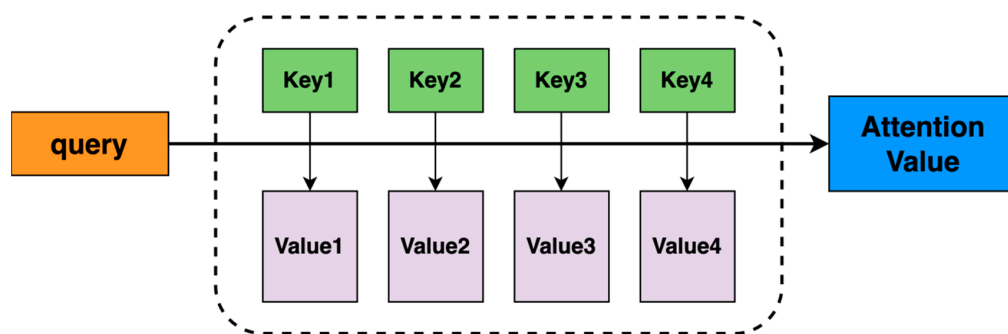 Key1 Key2 Key3 Key4
query
Attention
Value
Value1 Value2 Value3 Value4